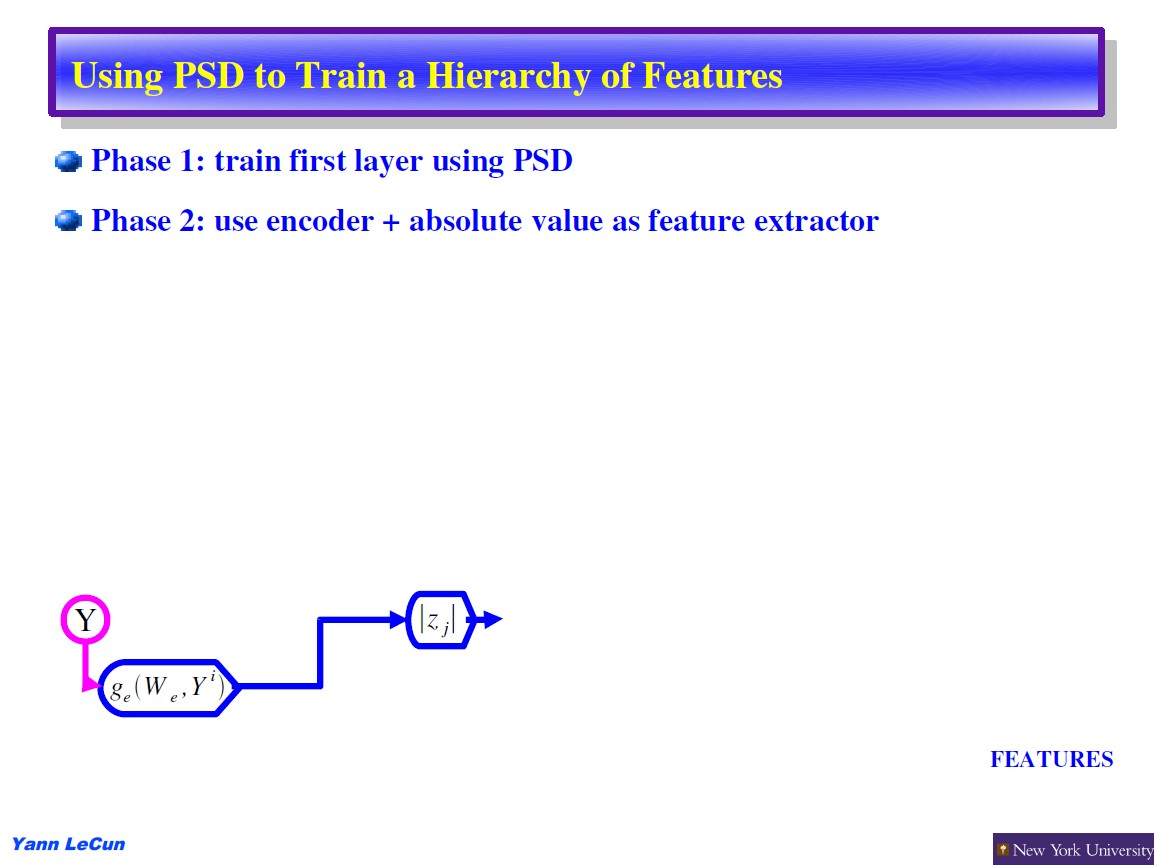 Using PSD to Train a Hierarchy of Features
Phase 1: train first layer using PSD
Phase 2: use encoder + absolute value as feature extractor
Y
|z_j|
g_e(W_e,Y^i)
FEATURES
Yann LeCun
New York University